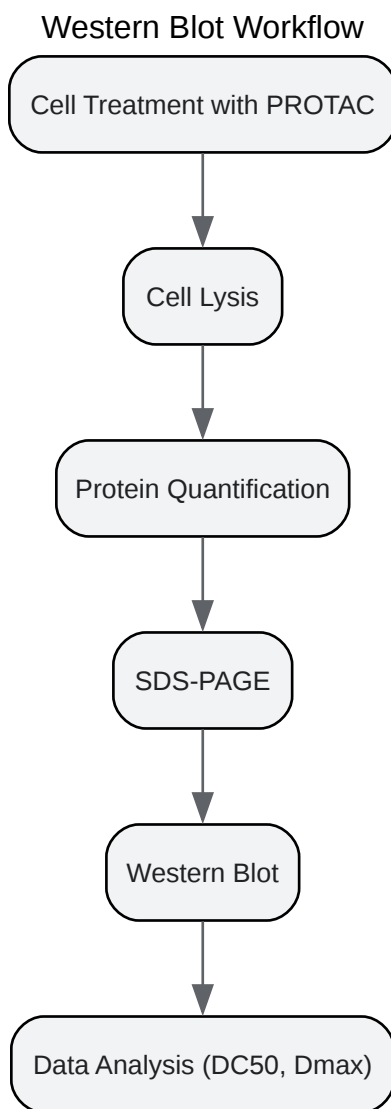 Western Blot Workflow
Cell Treatment with PROTAC
Cell Lysis
Protein Quantification
SDS-PAGE
Western Blot
Data Analysis (DC50, Dmax)